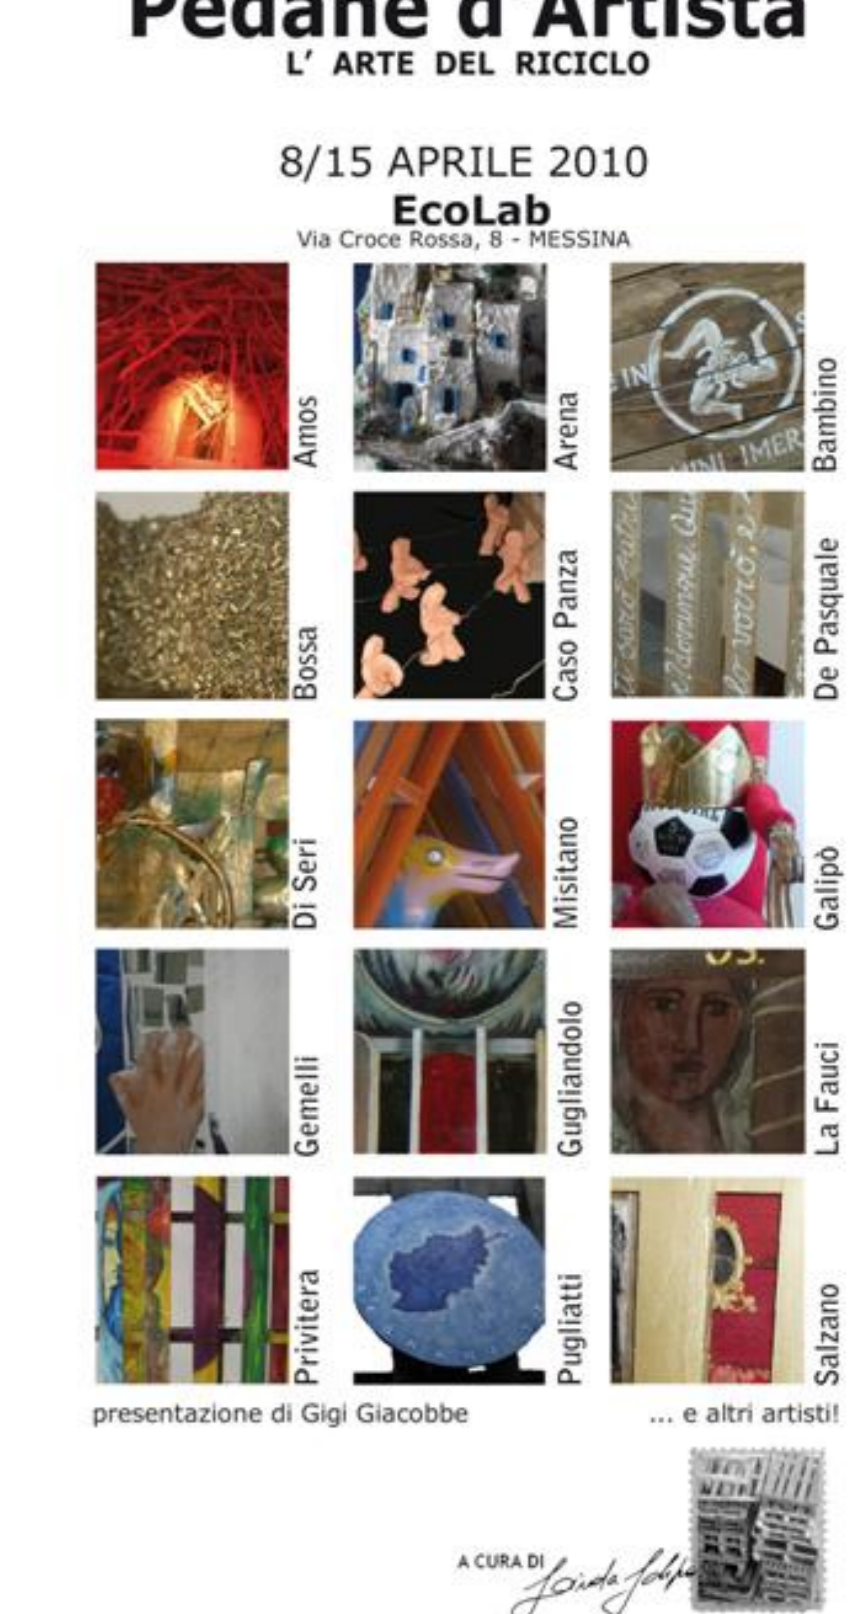 Pedane d'Artista
L' ARTE DEL RICICLO
8/15 APRILE 2010
EcoLab
Via Croce Rossa, 8 - MESSINA
Amos
Arena
Bambino
IN
IMER
Bossa
Caso Panza
De Pasquale
Di Seri
Misitano
Galipò
Gemelli
Gugliandolo
La Fauci
Privitera
Pugliatti
Salzano
presentazione di Gigi Giacobbe
... e altri artisti!
A CURA DI